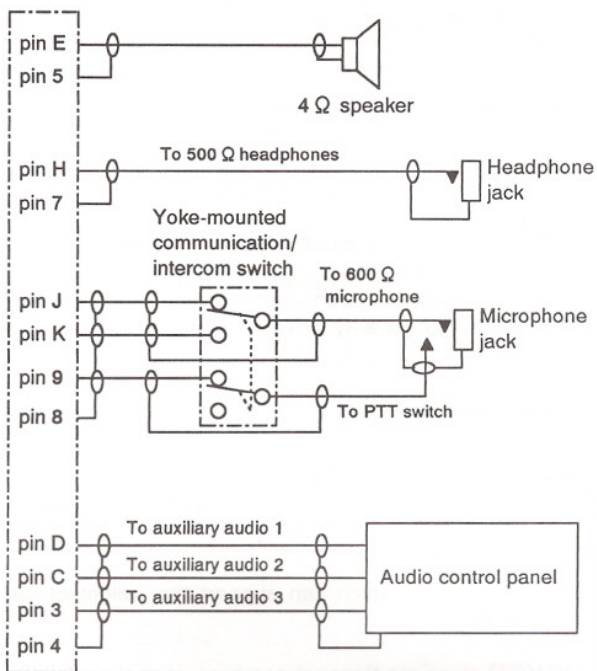 pin E
pin 5
4 Ω speaker
pin H
To 500 Ω headphones
pin 7
Headphone
jack
Yoke-mounted
communication/
intercom switch
To 600 Ω
microphone
pin J
pin K
Microphone
jack
pin 9
pin 8
To PTT switch
pin D
To auxiliary audio 1
pin C
To auxiliary audio 2
pin 3
To auxiliary audio 3
pin 4
Audio control panel